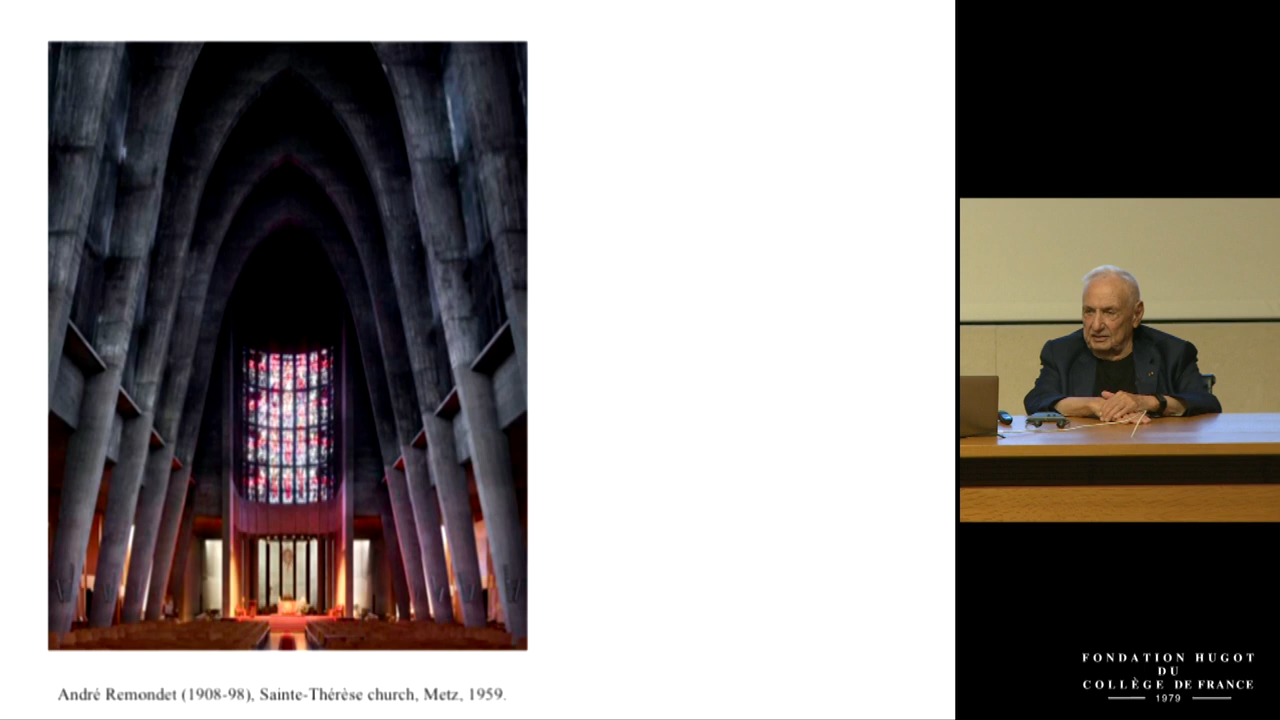 André Remondet (1908-98), Sainte-Thérèse church, Metz, 1959.
FONDATION HUGOT
DU
COLLÈGE DE FRANCE
1979